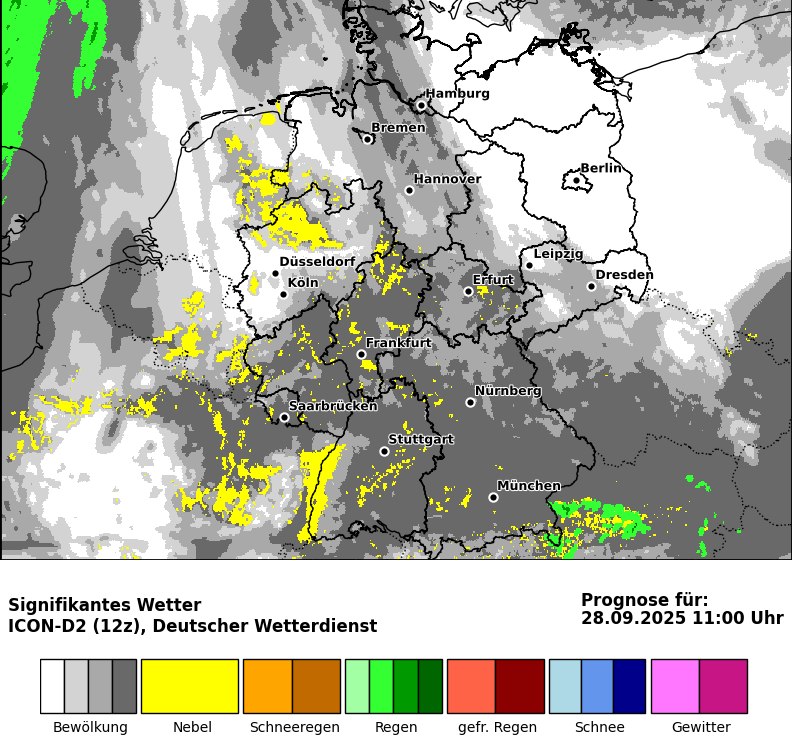 Hamburg
Bremen
Berlin
Hannover
Leipzig
Düsseldorf
Dresden
Köln
Erfurt
Frankfurt
Nürnberg
Saarbrücken
Stuttgart
München
Signifikantes Wetter
ICON-D2 (12z), Deutscher Wetterdienst
Prognose für:
28.09.2025 11:00 Uhr
Bewölkung
Nebel
Schneeregen
Regen
gefr. Regen
Schnee
Gewitter